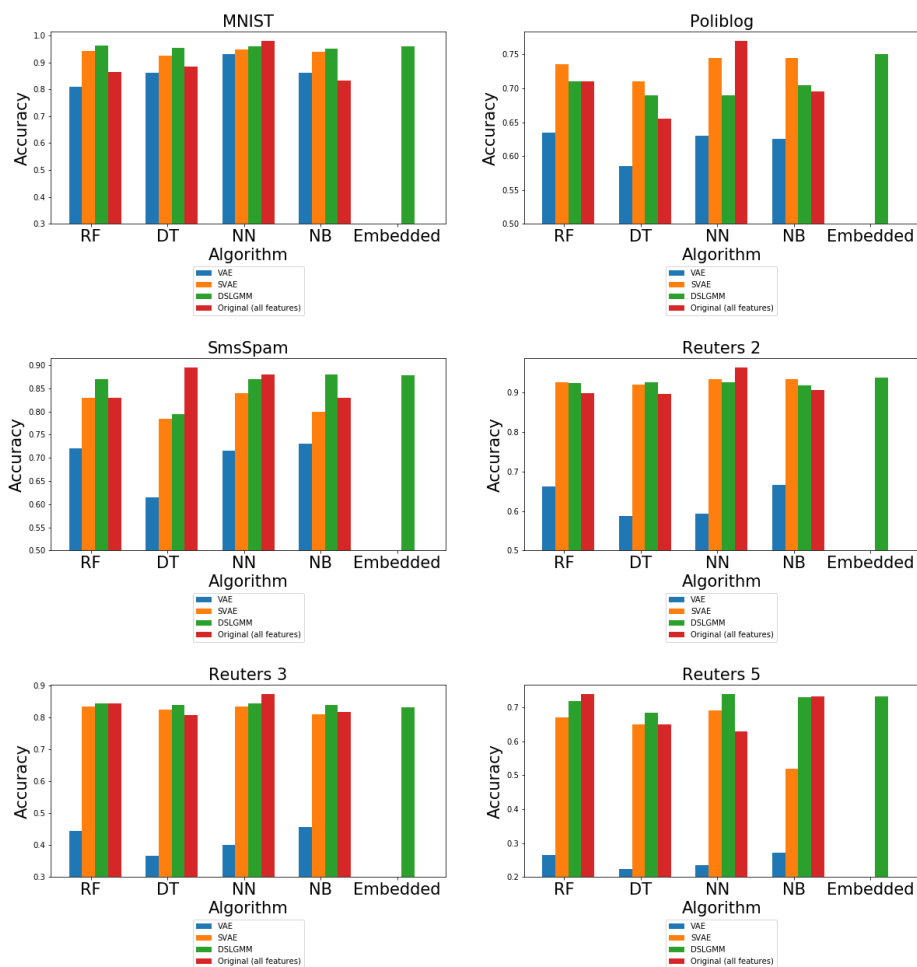 MNIST
1.0
0.9
0.8
0.7
0.6
0.5
0.4
0.3
Accuracy
RF DT NN NB Embedded
Algorithm
VAE
SVAE
DSLGMM
Original (all features)
Poliblog
0.75
0.70
0.65
0.60
0.55
0.50
Accuracy
RF DT NN NB Embedded
Algorithm
VAE
SVAE
DSLGMM
Original (all features)
SmsSpam
0.90
0.85
0.80
0.75
0.70
0.65
0.60
0.55
0.50
Accuracy
RF DT NN NB Embedded
Algorithm
VAE
SVAE
DSLGMM
Original (all features)
Reuters 2
0.9
0.8
0.7
0.6
0.5
Accuracy
RF DT NN NB Embedded
Algorithm
VAE
SVAE
DSLGMM
Original (all features)
Reuters 3
0.9
0.8
0.7
0.6
0.5
0.4
0.3
Accuracy
RF DT NN NB Embedded
Algorithm
VAE
SVAE
DSLGMM
Original (all features)
Reuters 5
0.7
0.6
0.5
0.4
0.3
0.2
Accuracy
RF DT NN NB Embedded
Algorithm
VAE
SVAE
DSLGMM
Original (all features)